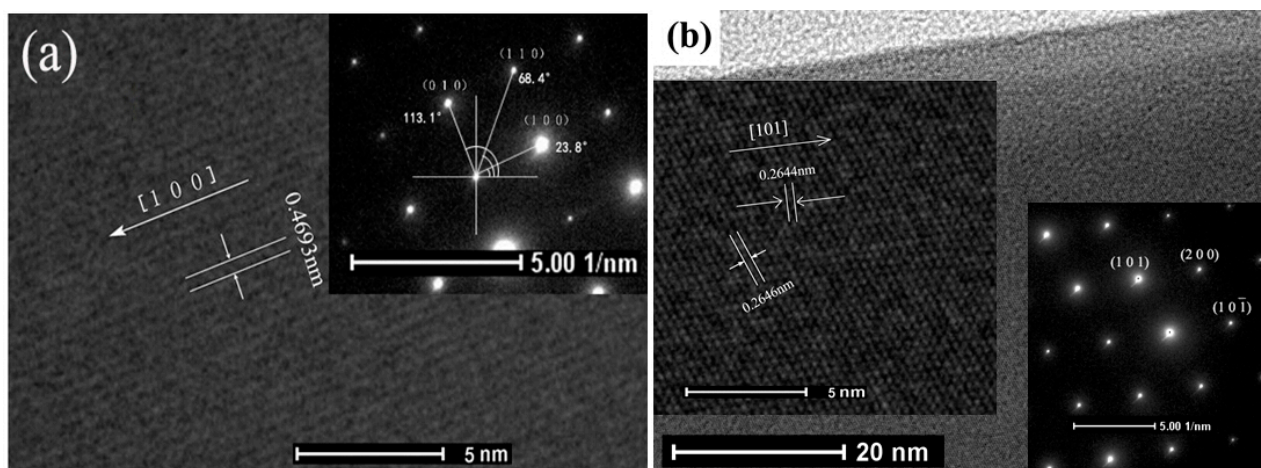 (a)
[1 0 0]
0.4693nm
5 nm
(1 1 0)
68.4°
(0 1 0)
113.1°
(1 0 0)
23.8°
5.00 1/nm
(b)
[101]
0.2644nm
0.2646nm
5 nm
20 nm
(1 0 1)
(2 0 0)
(1 0 1̄)
5.00 1/nm